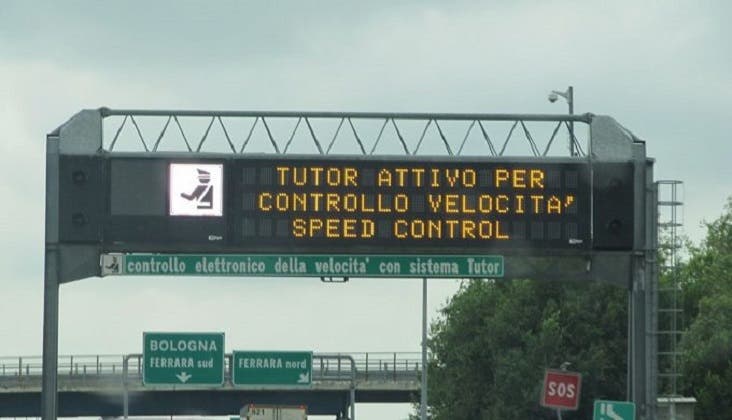 TUTOR ATTIVO PER
CONTROLLO VELOCITA'
SPEED CONTROL
controllo elettronico della velocita' con sistema Tutor
BOLOGNA
FERRARA sud
FERRARA nord
SOS